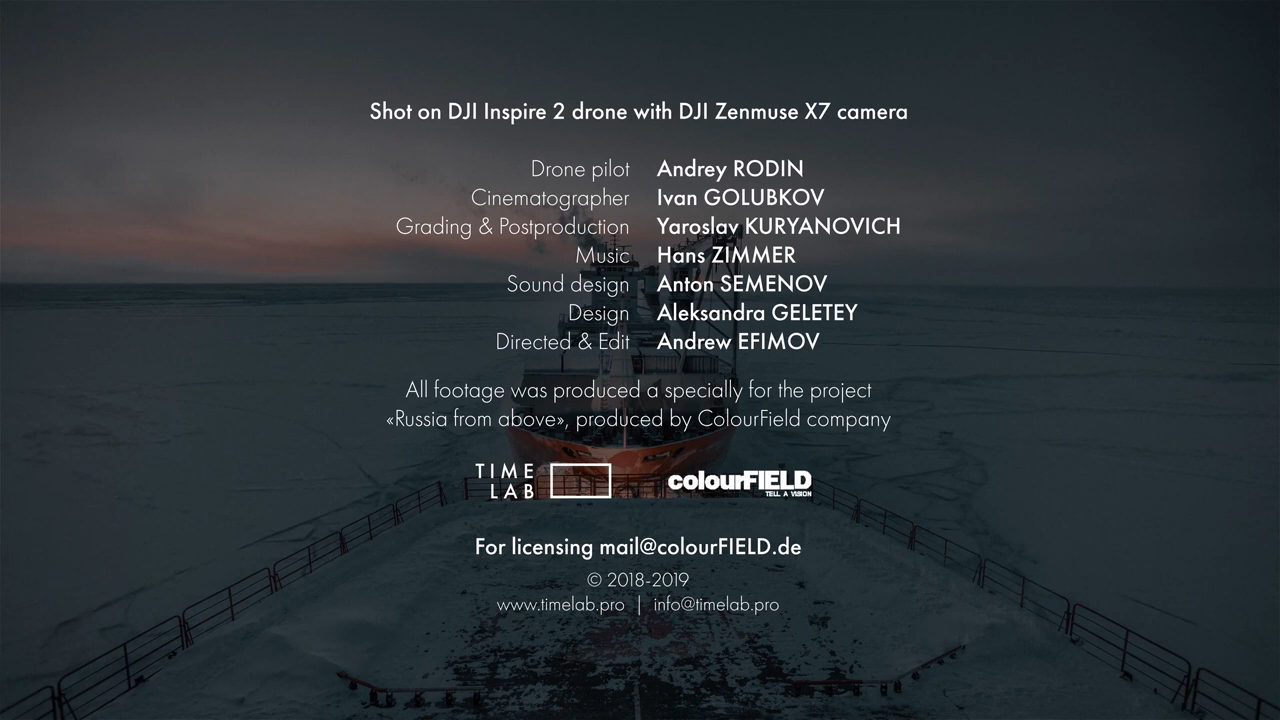 Shot on DJI Inspire 2 drone with DJI Zenmuse X7 camera
Drone pilot Andrey RODIN
Cinematographer Ivan GOLUBKOV
Grading & Postproduction Yaroslav KURYANOVICH
Music Hans ZIMMER
Sound design Anton SEMENOV
Design Aleksandra GELETEY
Directed & Edit Andrew EFIMOV
All footage was produced a specially for the project
«Russia from above», produced by ColourField company
TIME
LAB
colourFIELD
TELL A VISION
For licensing mail@colourFIELD.de
© 2018-2019
www.timelab.pro | info@timelab.pro